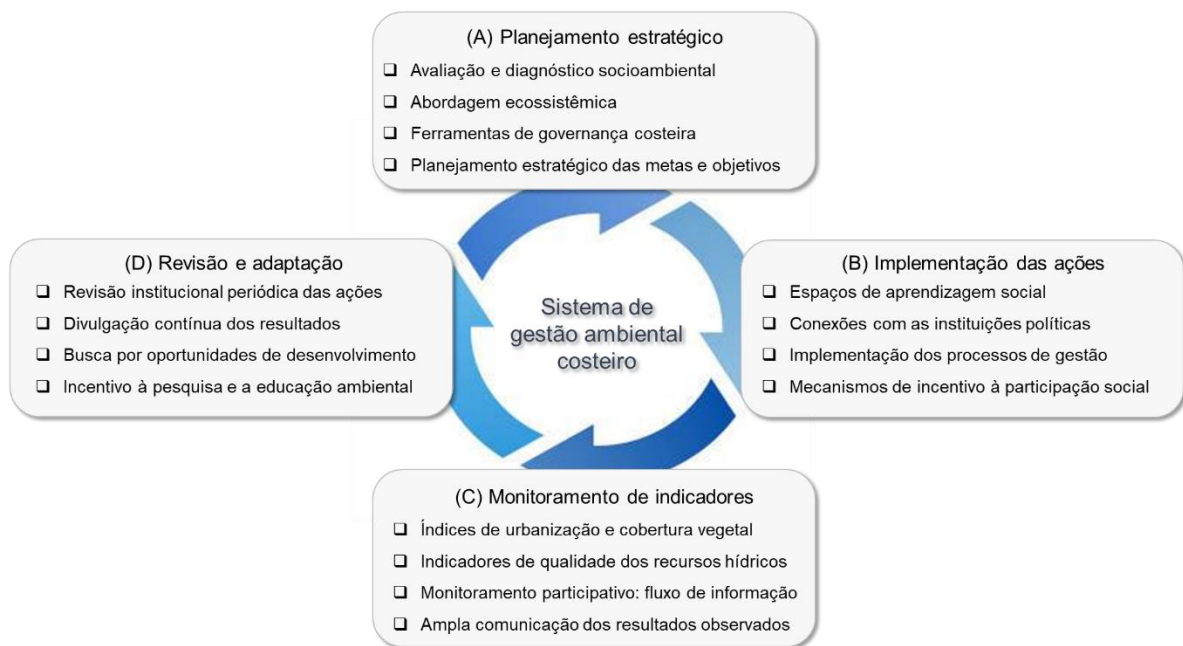 (A) Planejamento estratégico
❑ Avaliação e diagnóstico socioambiental
❑ Abordagem ecossistêmica
❑ Ferramentas de governança costeira
❑ Planejamento estratégico das metas e objetivos
(D) Revisão e adaptação
❑ Revisão institucional periódica das ações
❑ Divulgação contínua dos resultados
❑ Busca por oportunidades de desenvolvimento
❑ Incentivo à pesquisa e a educação ambiental
Sistema de
gestão ambiental
costeiro
(B) Implementação das ações
❑ Espaços de aprendizagem social
❑ Conexões com as instituições políticas
❑ Implementação dos processos de gestão
❑ Mecanismos de incentivo à participação social
(C) Monitoramento de indicadores
❑ Índices de urbanização e cobertura vegetal
❑ Indicadores de qualidade dos recursos hídricos
❑ Monitoramento participativo: fluxo de informação
❑ Ampla comunicação dos resultados observados